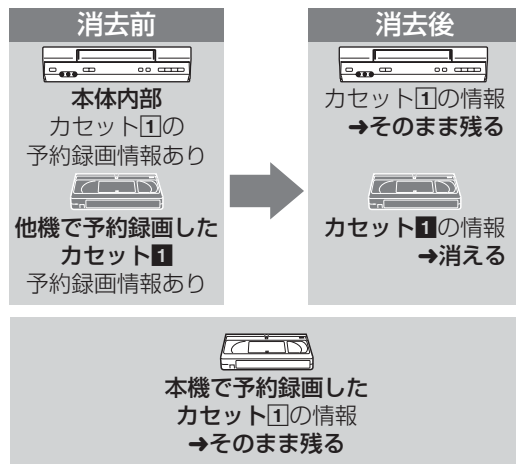 消去前
本体内部
カセット1の
予約録画情報あり
他機で予約録画した
カセット1
予約録画情報あり
消去後
カセット1の情報
➜そのまま残る
カセット1の情報
➜消える
本機で予約録画した
カセット1の情報
➜そのまま残る